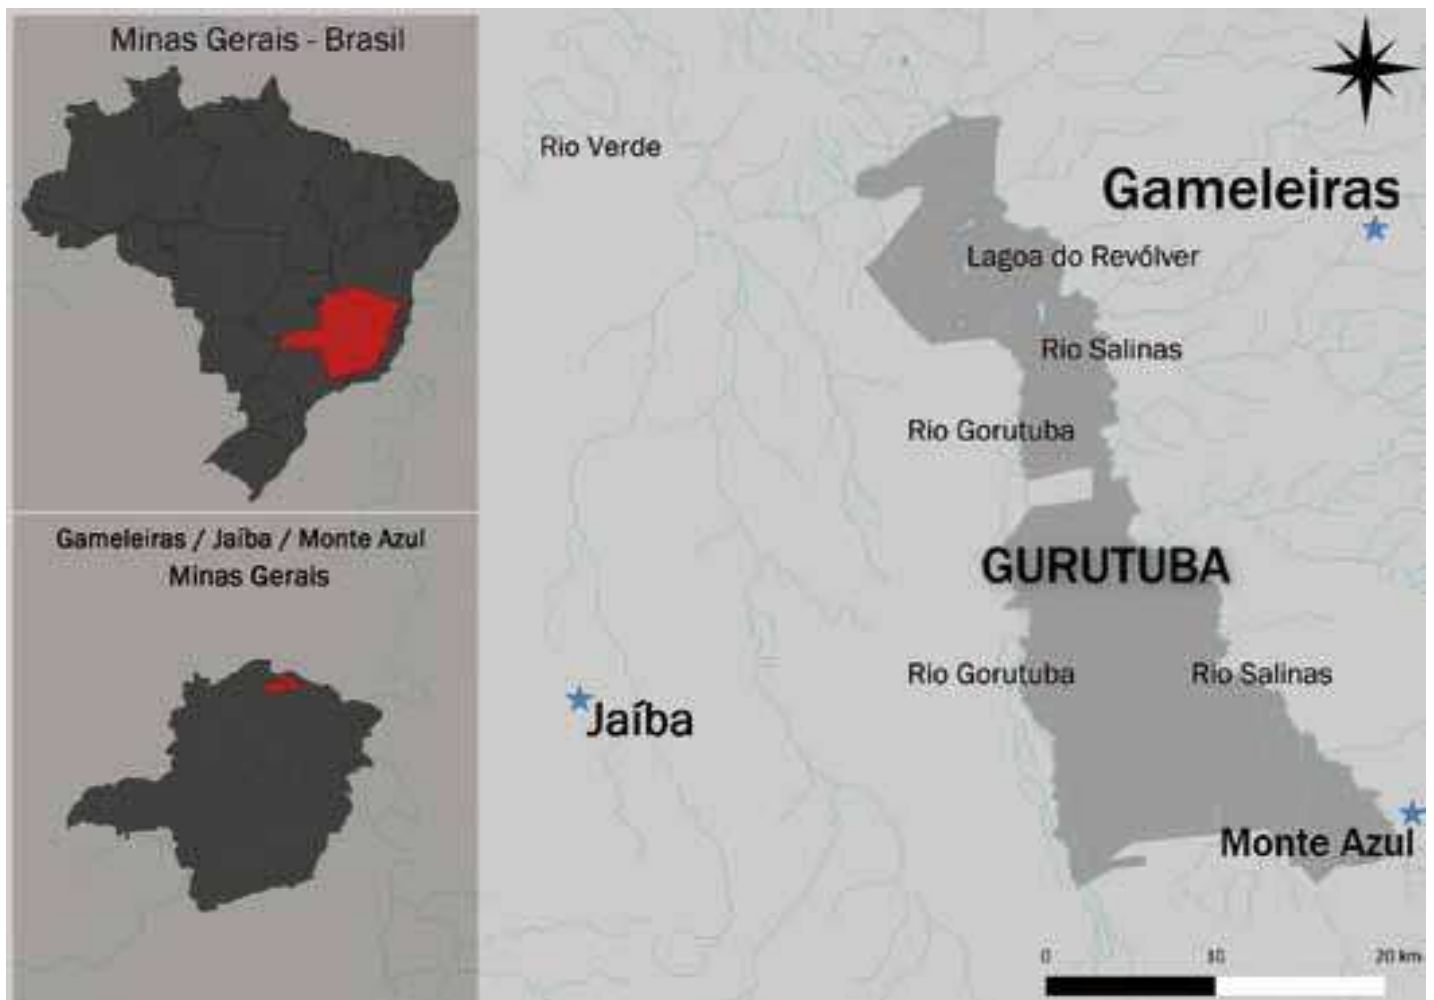 Minas Gerais - Brasil
Gameleiras / Jaíba / Monte Azul
Minas Gerais
Rio Verde
Gameleiras
Lagoa do Revólver
Rio Salinas
Rio Gorutuba
GURUTUBA
Rio Gorutuba
Rio Salinas
Jaíba
Monte Azul
0 10 20 km